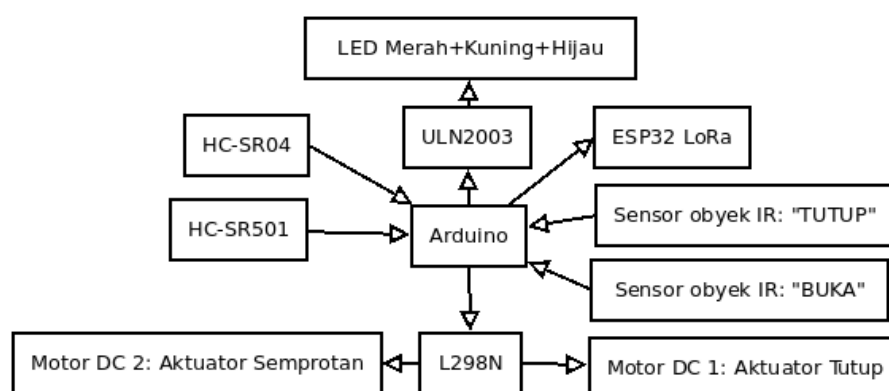 LED Merah+Kuning+Hijau
HC-SR04
ULN2003
ESP32 LoRa
HC-SR501
Arduino
Sensor obyek IR: "TUTUP"
Sensor obyek IR: "BUKA"
Motor DC 2: Aktuator Semprotan
L298N
Motor DC 1: Aktuator Tutup